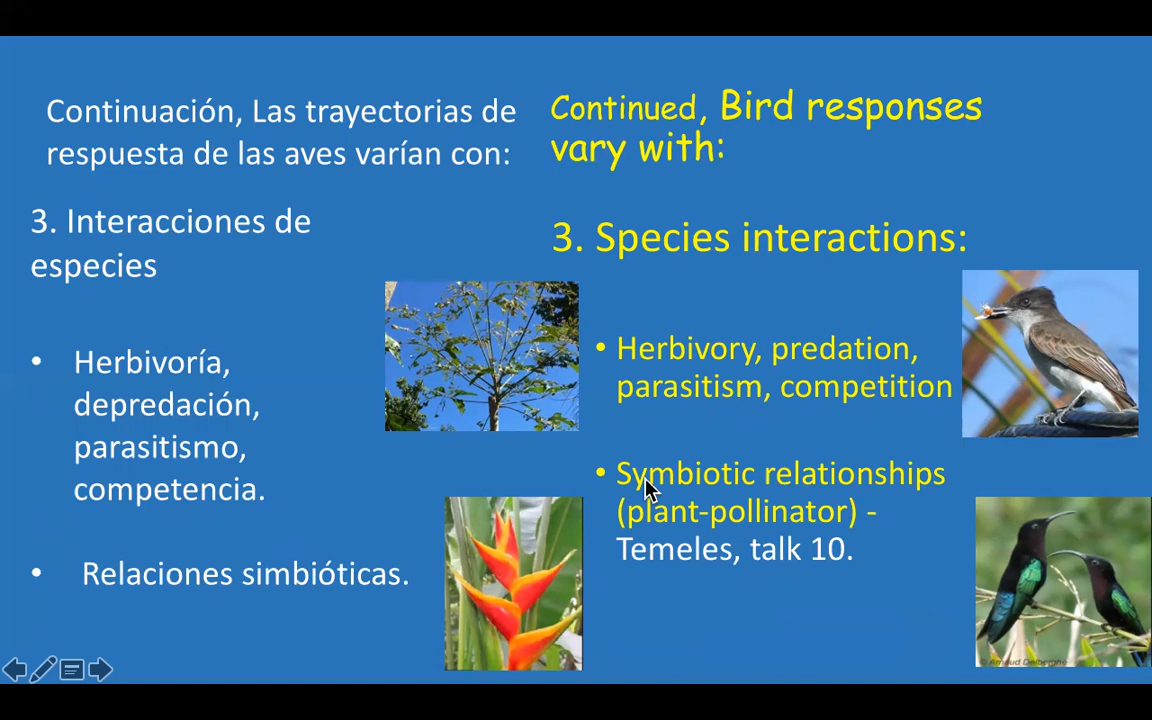 Continuación, Las trayectorias de
respuesta de las aves varían con:
3. Interacciones de
especies
• Herbivoría,
depredación,
parasitismo,
competencia.
• Relaciones simbióticas.
Continued, Bird responses
vary with:
3. Species interactions:
• Herbivory, predation,
parasitism, competition
• Symbiotic relationships
(plant-pollinator) -
Temeles, talk 10.
© Arnaud Delberghe